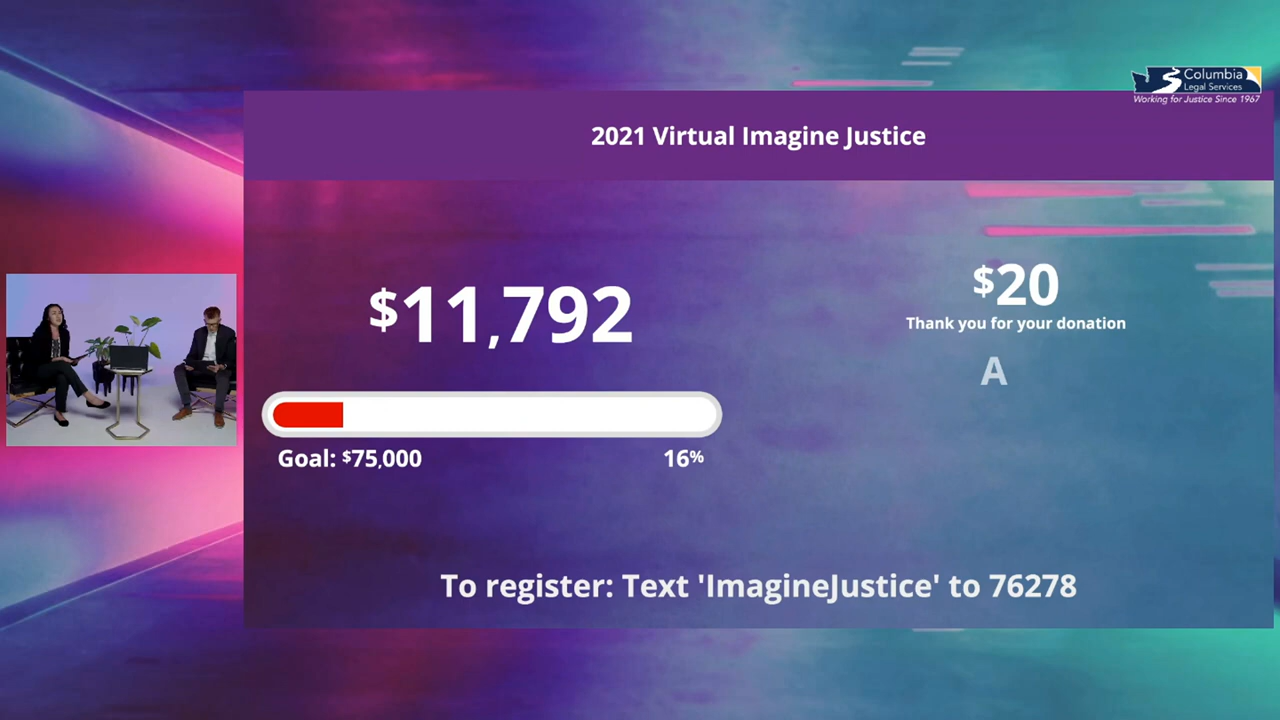 Columbia
Legal Services
Working for Justice Since 1967
2021 Virtual Imagine Justice
$11,792
Goal: $75,000
16%
$20
Thank you for your donation
A
To register: Text 'ImagineJustice' to 76278